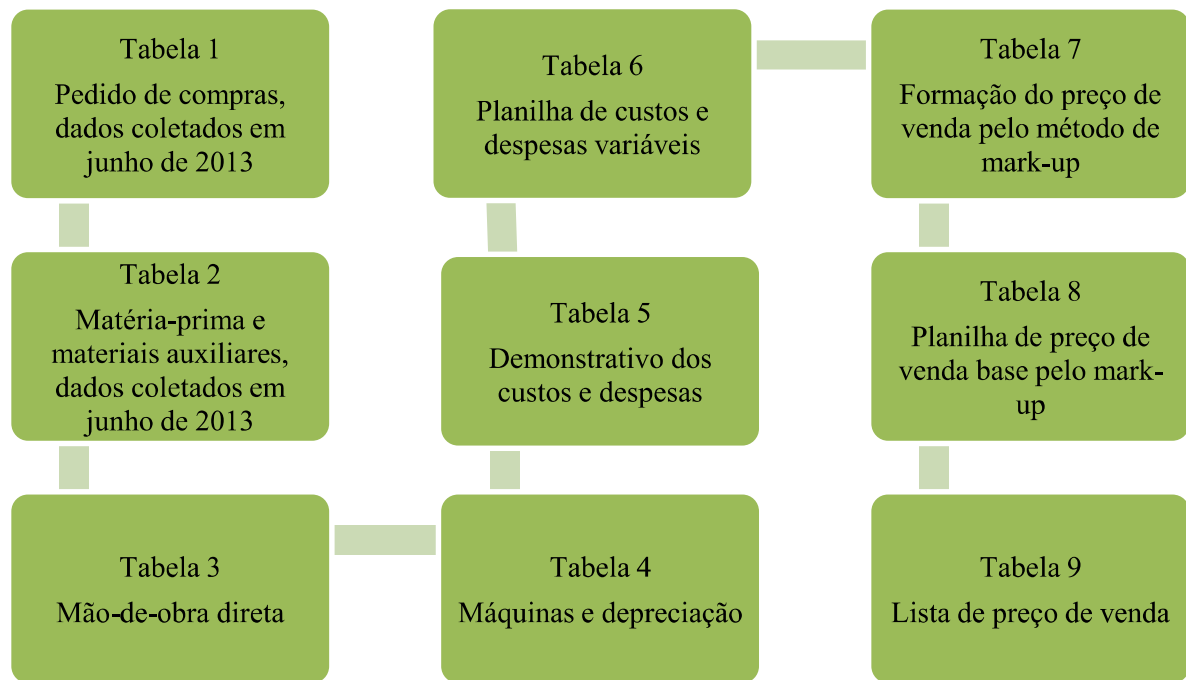 Tabela 1
Pedido de compras,
dados coletados em
junho de 2013
Tabela 2
Matéria-prima e
materiais auxiliares,
dados coletados em
junho de 2013
Tabela 3
Mão-de-obra direta
Tabela 4
Máquinas e depreciação
Tabela 5
Demonstrativo dos
custos e despesas
Tabela 6
Planilha de custos e
despesas variáveis
Tabela 7
Formação do preço de
venda pelo método de
mark-up
Tabela 8
Planilha de preço de
venda base pelo mark-
up
Tabela 9
Lista de preço de venda